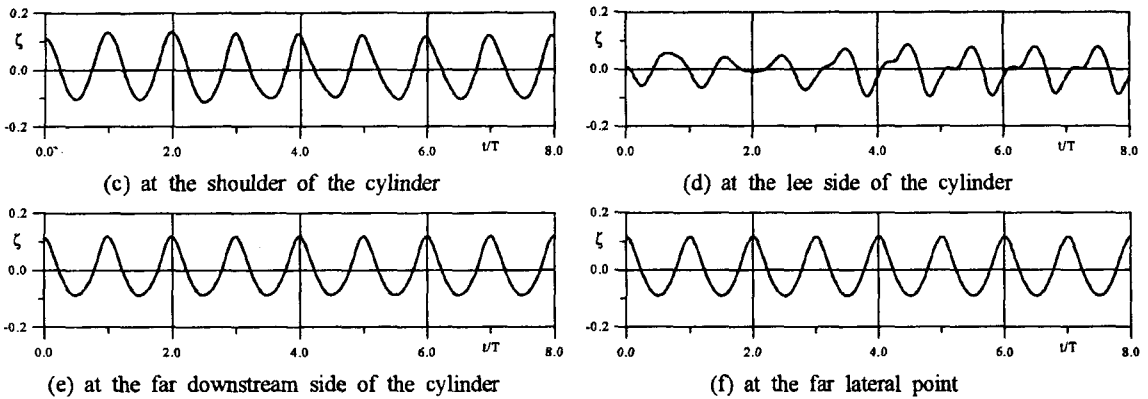 0.2 0.2
ζ ζ
0.0 0.0
-0.2 -0.2
0.0 2.0 4.0 6.0 t/T 8.0 0.0 2.0 4.0 6.0 t/T 8.0
(c) at the shoulder of the cylinder (d) at the lee side of the cylinder
0.2 0.2
ζ ζ
0.0 0.0
-0.2 -0.2
0.0 2.0 4.0 6.0 t/T 8.0 0.0 2.0 4.0 6.0 t/T 8.0
(e) at the far downstream side of the cylinder (f) at the far lateral point